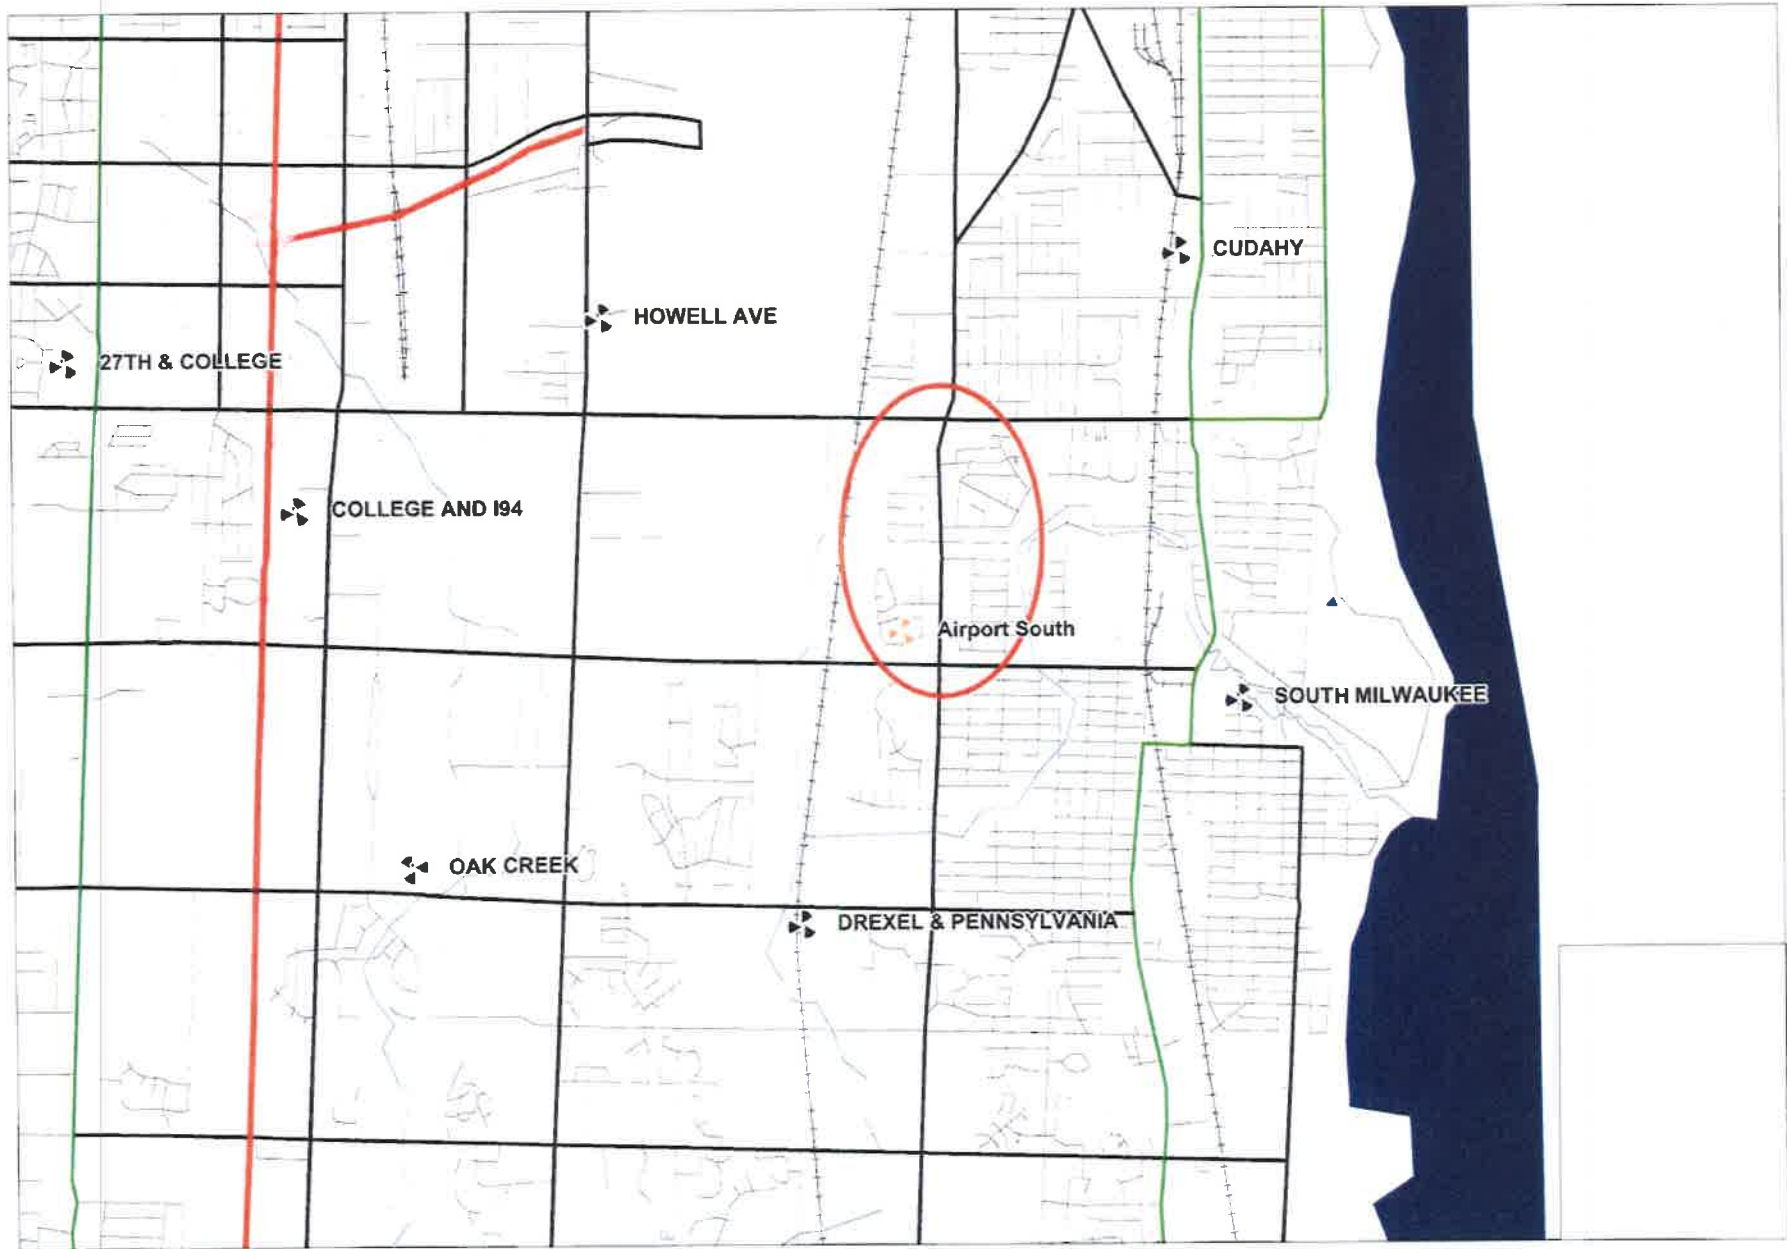 CUDAHY
HOWELL AVE
27TH & COLLEGE
COLLEGE AND I94
Airport South
SOUTH MILWAUKEE
OAK CREEK
DREXEL & PENNSYLVANIA